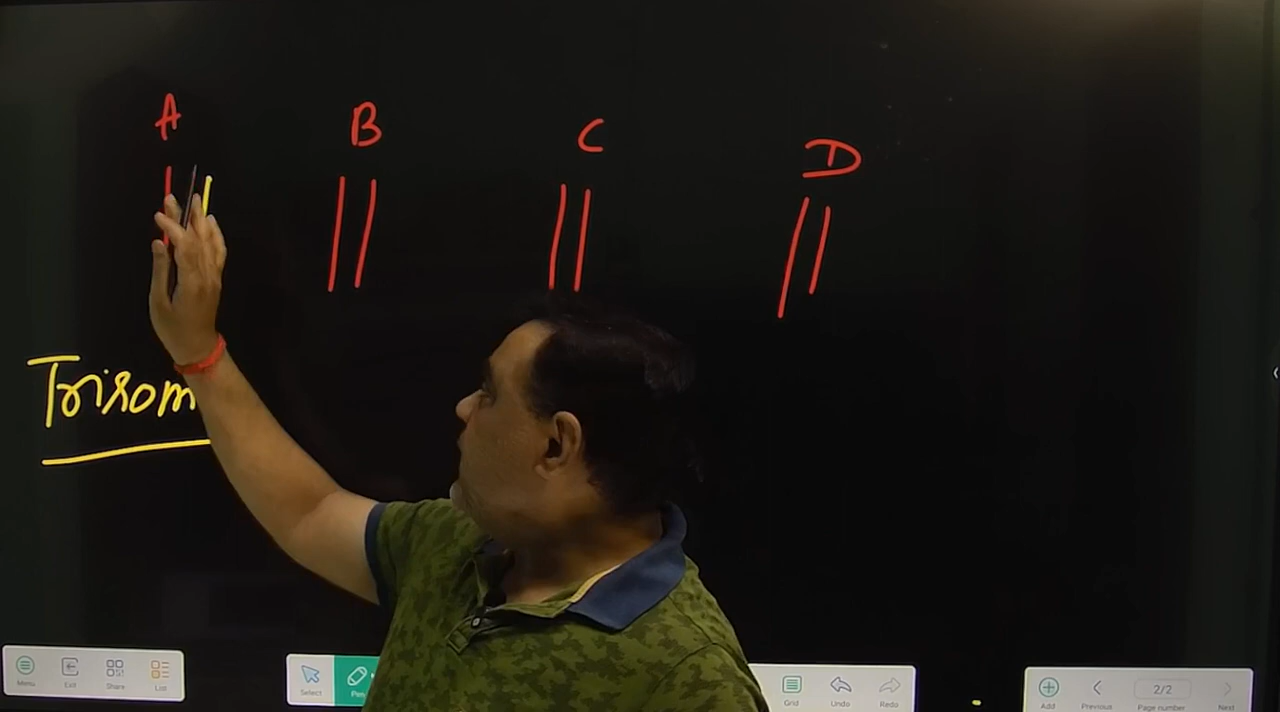 A B C D
Trisom
Menu Exit Share List Select Pen Grid Undo Redo Add Previous 2/2 Page number Next